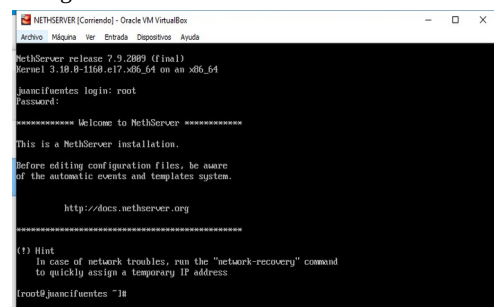 NETHSERVER [Corriendo] - Oracle VM VirtualBox
Archivo Máquina Ver Entrada Dispositivos Ayuda
NethServer release 7.9.2009 (final)
Kernel 3.10.0-1160.el7.x86_64 on an x86_64
juancifuentes login: root
Password:
************ Welcome to NethServer ************
This is a NethServer installation.
Before editing configuration files, be aware
of the automatic events and templates system.
http://docs.nethserver.org
***********************************************
(!) Hint
In case of network troubles, run the "network-recovery" command
to quickly assign a temporary IP address
[root@juancifuentes ~]#